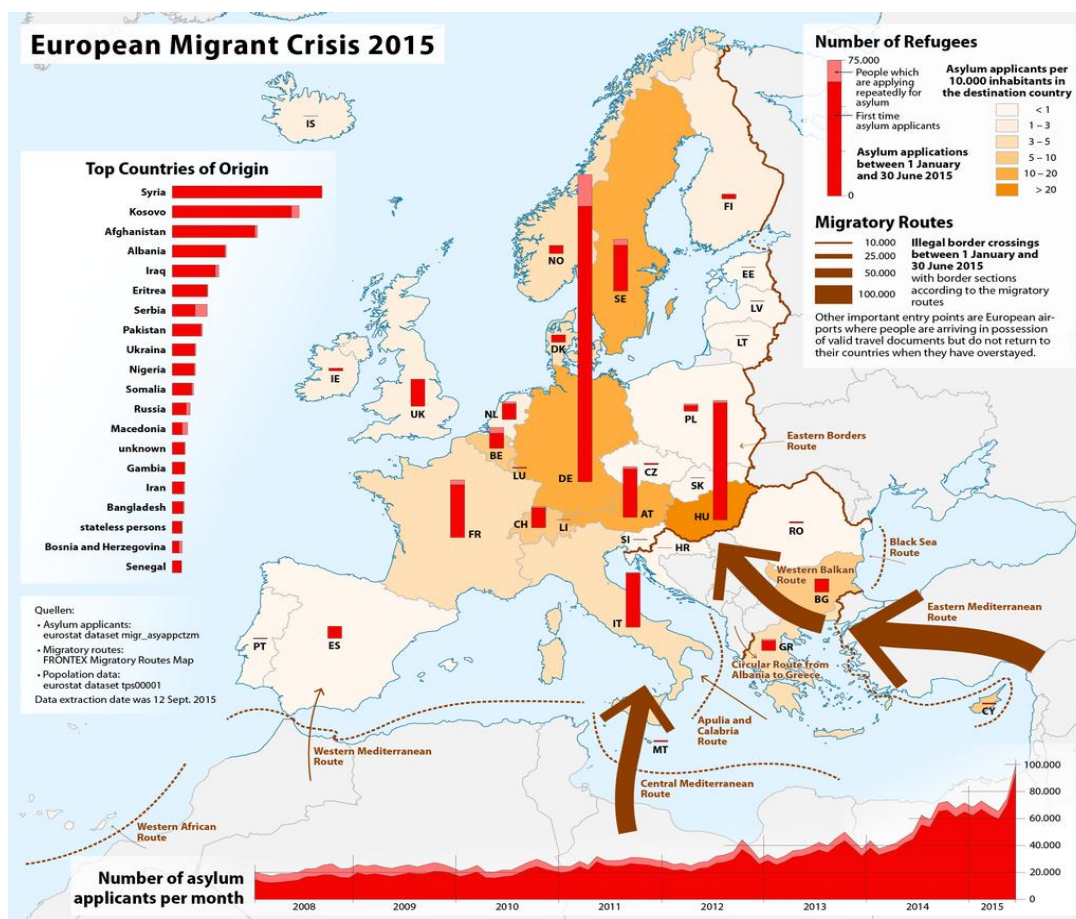 European Migrant Crisis 2015
Number of Refugees
75.000
People which
are applying
repeatedly for
asylum
First time
asylum applicants
Asylum applications
between 1 January
and 30 June 2015
0
Asylum applicants per
10.000 inhabitants in
the destination country
< 1
1 – 3
3 – 5
5 – 10
10 – 20
> 20
Migratory Routes
10.000
25.000
50.000
100.000
Illegal border crossings
between 1 January and
30 June 2015
with border sections
according to the migratory
routes
Other important entry points are European air-
ports where people are arriving in possession
of valid travel documents but do not return to
their countries when they have overstayed.
Top Countries of Origin
Syria
Kosovo
Afghanistan
Albania
Iraq
Eritrea
Serbia
Pakistan
Ukraina
Nigeria
Somalia
Russia
Macedonia
unknown
Gambia
Iran
Bangladesh
stateless persons
Bosnia and Herzegovina
Senegal
Quellen:
• Asylum applicants:
eurostat dataset migr_asyappctzm
• Migratory routes:
FRONTEX Migratory Routes Map
• Popolation data:
eurostat dataset tps00001
Data extraction date was 12 Sept. 2015
IS
NO
SE
FI
EE
LV
LT
DK
IE
UK
NL
BE
LU
DE
PL
CZ
SK
AT
HU
FR
CH
LI
SI
HR
RO
BG
IT
GR
PT
ES
MT
CY
Eastern Borders
Route
Black Sea
Route
Western Balkan
Route
Eastern Mediterranean
Route
Circular Route from
Albania to Greece
Apulia and
Calabria
Route
Central Mediterranean
Route
Western Mediterranean
Route
Western African
Route
Number of asylum
applicants per month
100.000
80.000
60.000
40.000
20.000
0
2008
2009
2010
2011
2012
2013
2014
2015